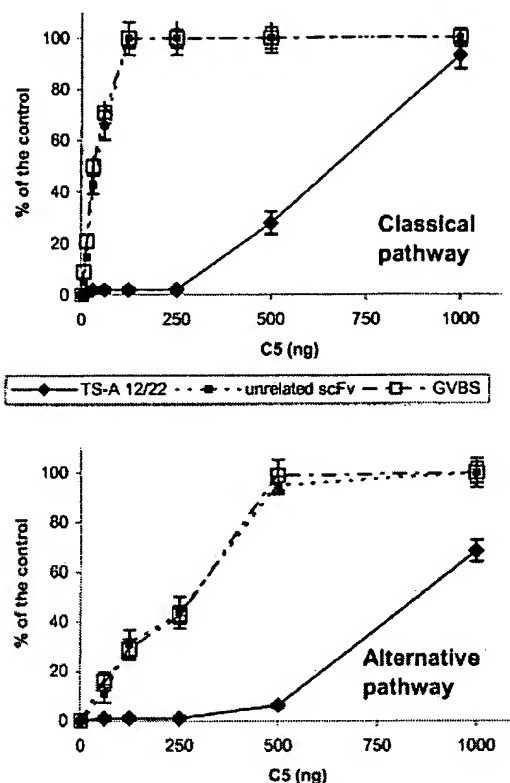 100
80
60
40
20
0
% of the control
Classical
pathway
0 250 500 750 1000
C5 (ng)
TS-A 12/22 unrelated scFv GVBS
100
80
60
40
20
0
% of the control
Alternative
pathway
0 250 500 750 1000
C5 (ng)